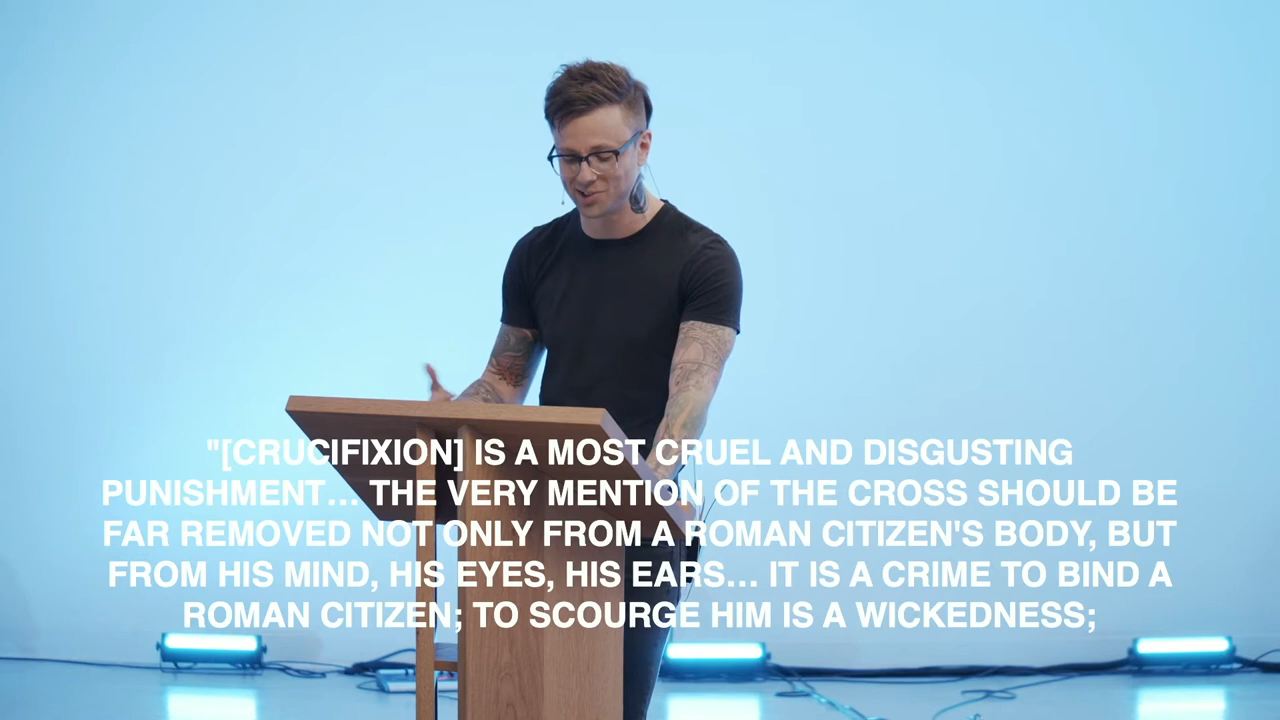 "[CRUCIFIXION] IS A MOST CRUEL AND DISGUSTING
PUNISHMENT... THE VERY MENTION OF THE CROSS SHOULD BE
FAR REMOVED NOT ONLY FROM A ROMAN CITIZEN'S BODY, BUT
FROM HIS MIND, HIS EYES, HIS EARS... IT IS A CRIME TO BIND A
ROMAN CITIZEN; TO SCOURGE HIM IS A WICKEDNESS;